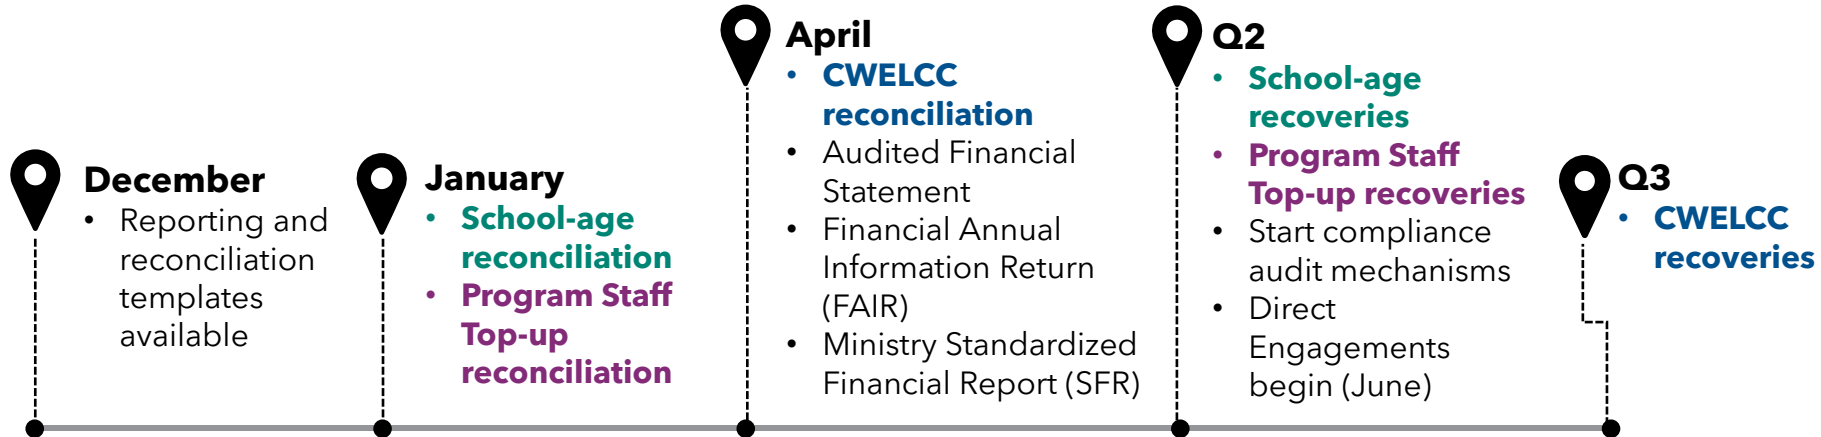 December
• Reporting and
reconciliation
templates
available
January
• School-age
reconciliation
• Program Staff
Top-up
reconciliation
April
• CWELCC
reconciliation
• Audited Financial
Statement
• Financial Annual
Information Return
(FAIR)
• Ministry Standardized
Financial Report (SFR)
Q2
• School-age
recoveries
• Program Staff
Top-up recoveries
• Start compliance
audit mechanisms
• Direct
Engagements
begin (June)
Q3
• CWELCC
recoveries